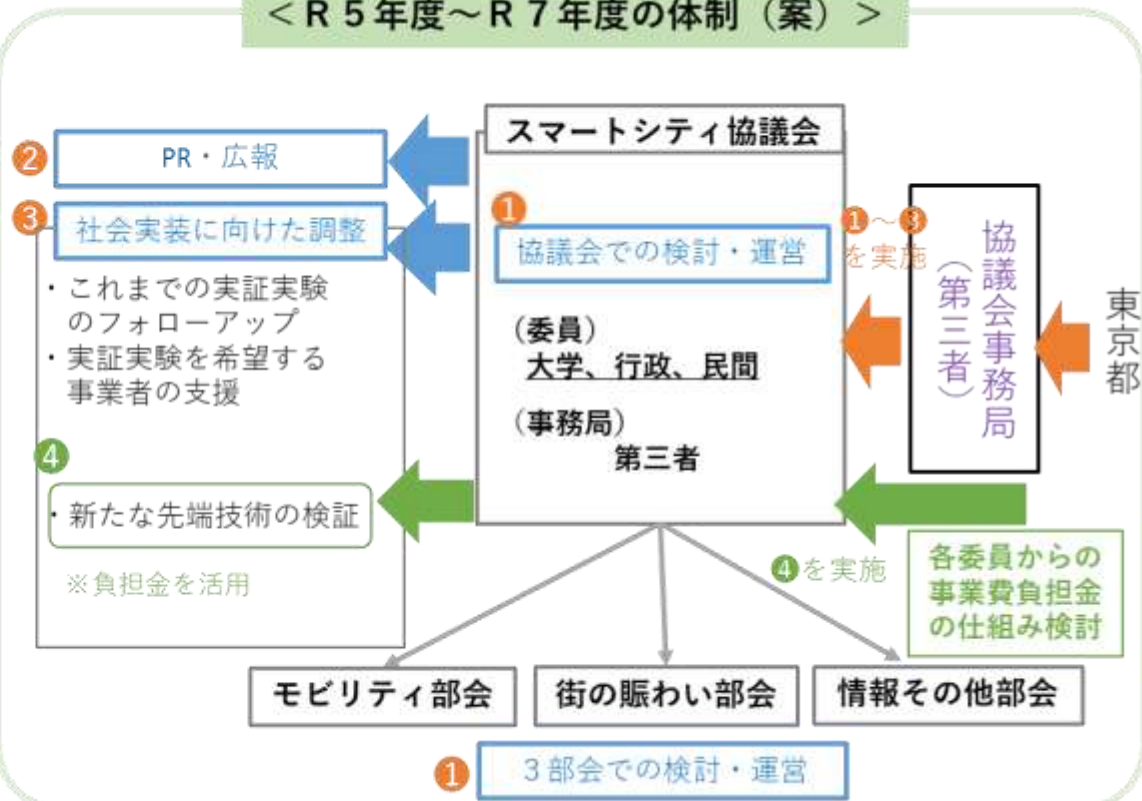 ＜R５年度～R７年度の体制（案）＞
スマートシティ協議会
❷
PR・広報
❸
社会実装に向けた調整
・これまでの実証実験
のフォローアップ
・実証実験を希望する
事業者の支援
❹
・新たな先端技術の検証
※負担金を活用
❶
協議会での検討・運営
（委員）
大学、行政、民間
（事務局）
第三者
❶～❸
を実施
協議会事務局
（第三者）
東京都
❹を実施
各委員からの
事業費負担金
の仕組み検討
モビリティ部会
街の賑わい部会
情報その他部会
❶
３部会での検討・運営